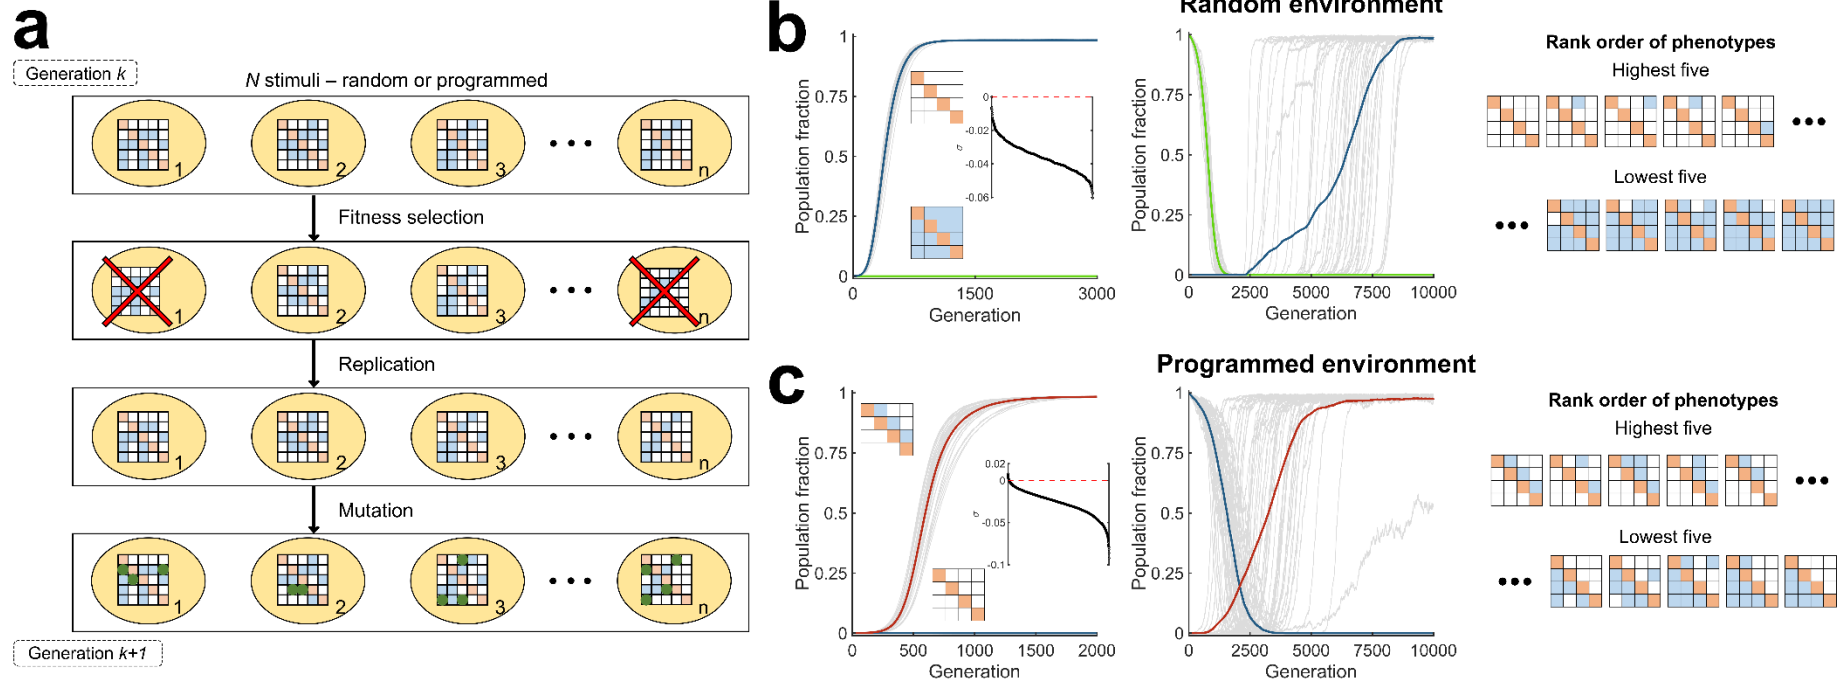 a
Generation k
N stimuli – random or programmed
1
2
3
n
Fitness selection
1
2
3
n
Replication
1
2
3
n
Mutation
1
2
3
n
Generation k+1
b
Random environment
Population fraction
1
0.75
0.5
0.25
0
0
1500
3000
Generation
σ
0
-0.02
-0.04
-0.06
Population fraction
1
0.75
0.5
0.25
0
0
2500
5000
7500
10000
Generation
Rank order of phenotypes
Highest five
Lowest five
c
Programmed environment
Population fraction
1
0.75
0.5
0.25
0
0
500
1000
1500
2000
Generation
σ
0.02
0
-0.05
-0.1
Population fraction
1
0.75
0.5
0.25
0
0
2500
5000
7500
10000
Generation
Rank order of phenotypes
Highest five
Lowest five